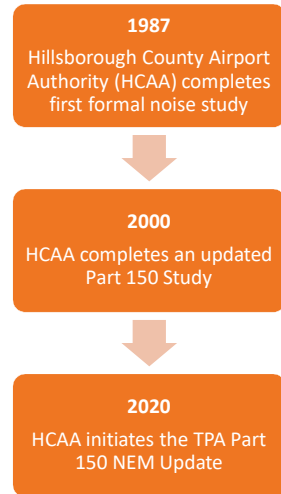 1987
Hillsborough County Airport
Authority (HCAA) completes
first formal noise study
2000
HCAA completes an updated
Part 150 Study
2020
HCAA initiates the TPA Part
150 NEM Update